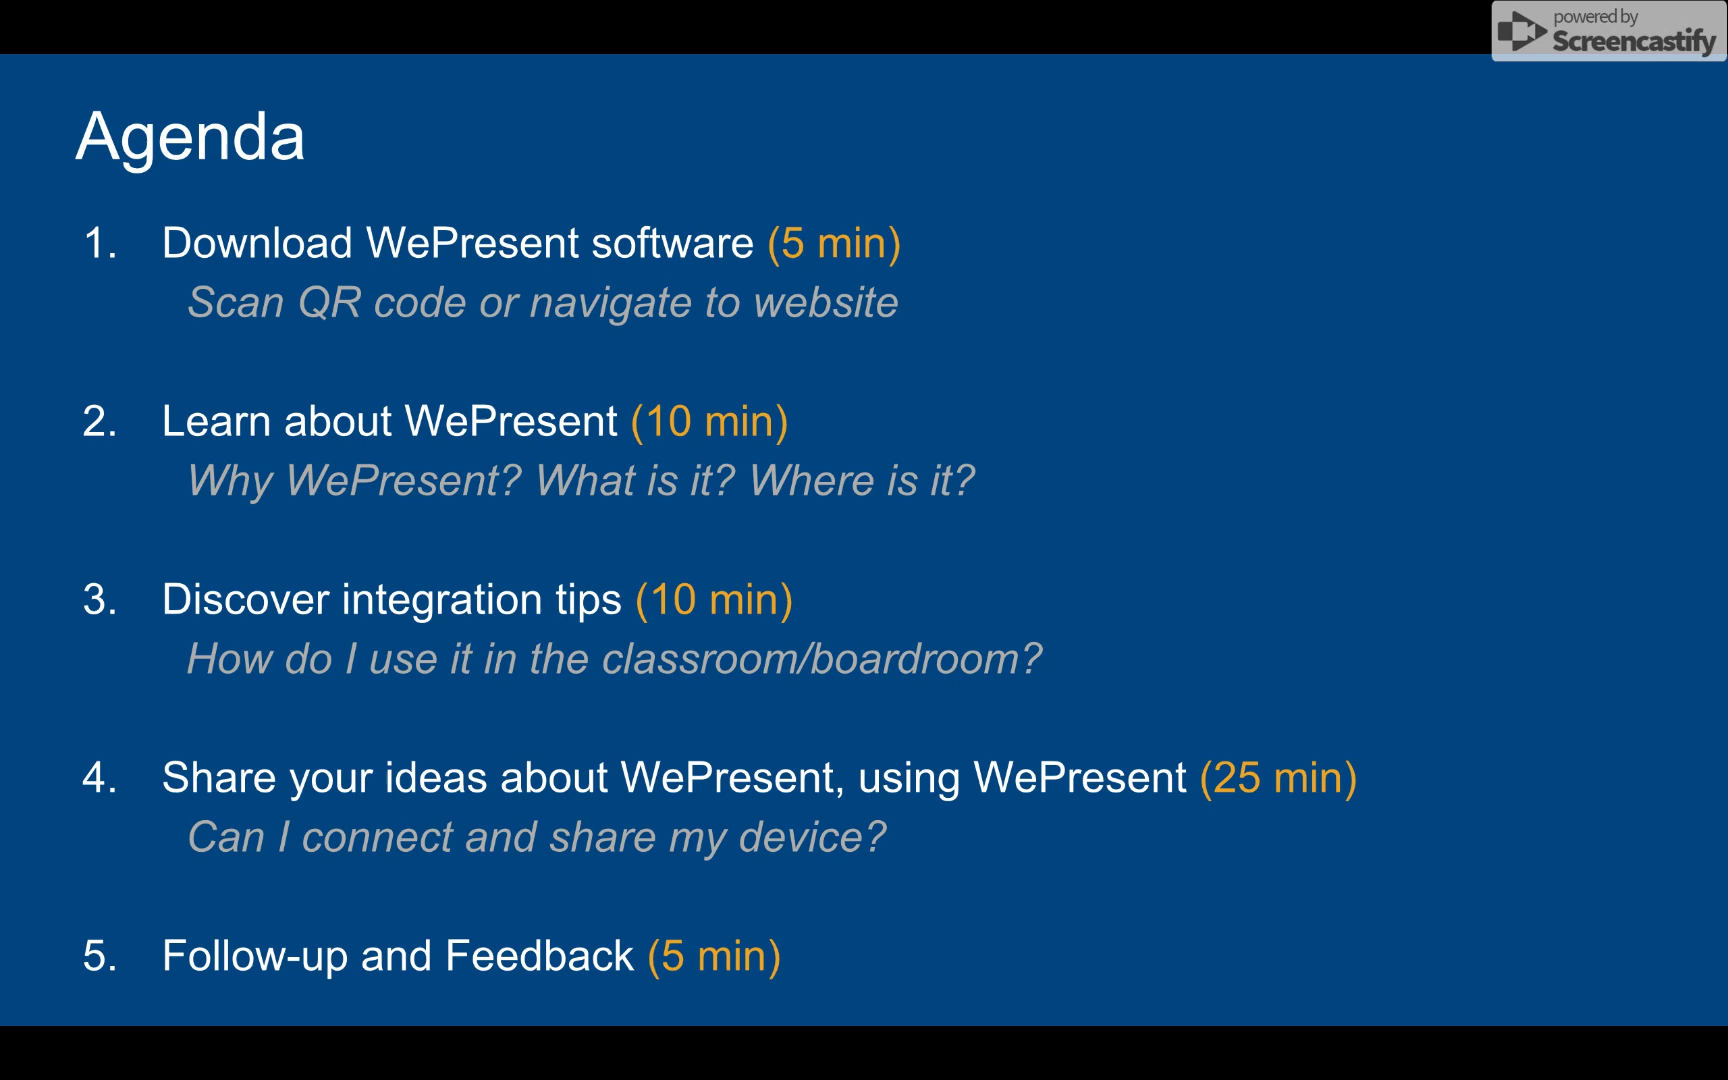 powered by
Screencastify
Agenda
1. Download WePresent software (5 min)
Scan QR code or navigate to website
2. Learn about WePresent (10 min)
Why WePresent? What is it? Where is it?
3. Discover integration tips (10 min)
How do I use it in the classroom/boardroom?
4. Share your ideas about WePresent, using WePresent (25 min)
Can I connect and share my device?
5. Follow-up and Feedback (5 min)